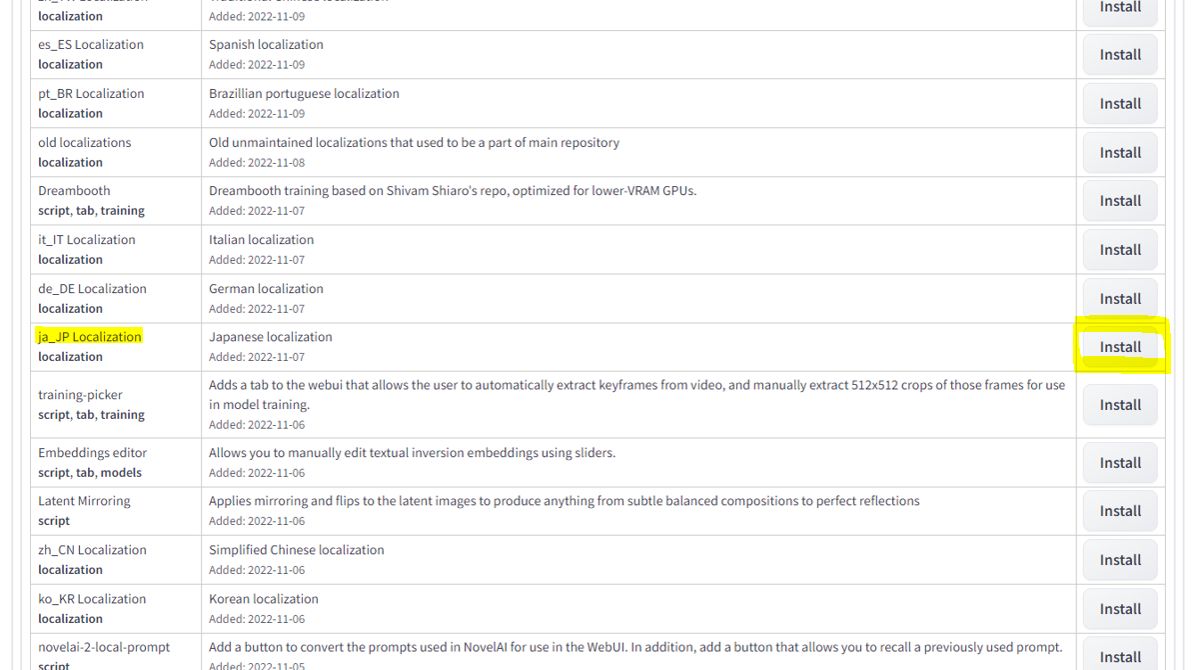 localization Added: 2022-11-09 Install
es_ES Localization Spanish localization
localization Added: 2022-11-09 Install
pt_BR Localization Brazillian portuguese localization
localization Added: 2022-11-09 Install
old localizations Old unmaintained localizations that used to be a part of main repository
localization Added: 2022-11-08 Install
Dreambooth Dreambooth training based on Shivam Shiaro's repo, optimized for lower-VRAM GPUs.
script, tab, training Added: 2022-11-07 Install
it_IT Localization Italian localization
localization Added: 2022-11-07 Install
de_DE Localization German localization
localization Added: 2022-11-07 Install
ja_JP Localization Japanese localization
localization Added: 2022-11-07 Install
training-picker Adds a tab to the webui that allows the user to automatically extract keyframes from video, and manually extract 512x512 crops of those frames for use
in model training.
script, tab, training Added: 2022-11-06 Install
Embeddings editor Allows you to manually edit textual inversion embeddings using sliders.
script, tab, models Added: 2022-11-06 Install
Latent Mirroring Applies mirroring and flips to the latent images to produce anything from subtle balanced compositions to perfect reflections
script Added: 2022-11-06 Install
zh_CN Localization Simplified Chinese localization
localization Added: 2022-11-06 Install
ko_KR Localization Korean localization
localization Added: 2022-11-06 Install
novelai-2-local-prompt Add a button to convert the prompts used in NovelAI for use in the WebUI. In addition, add a button that allows you to recall a previously used prompt.
script Added: 2022-11-05 Install